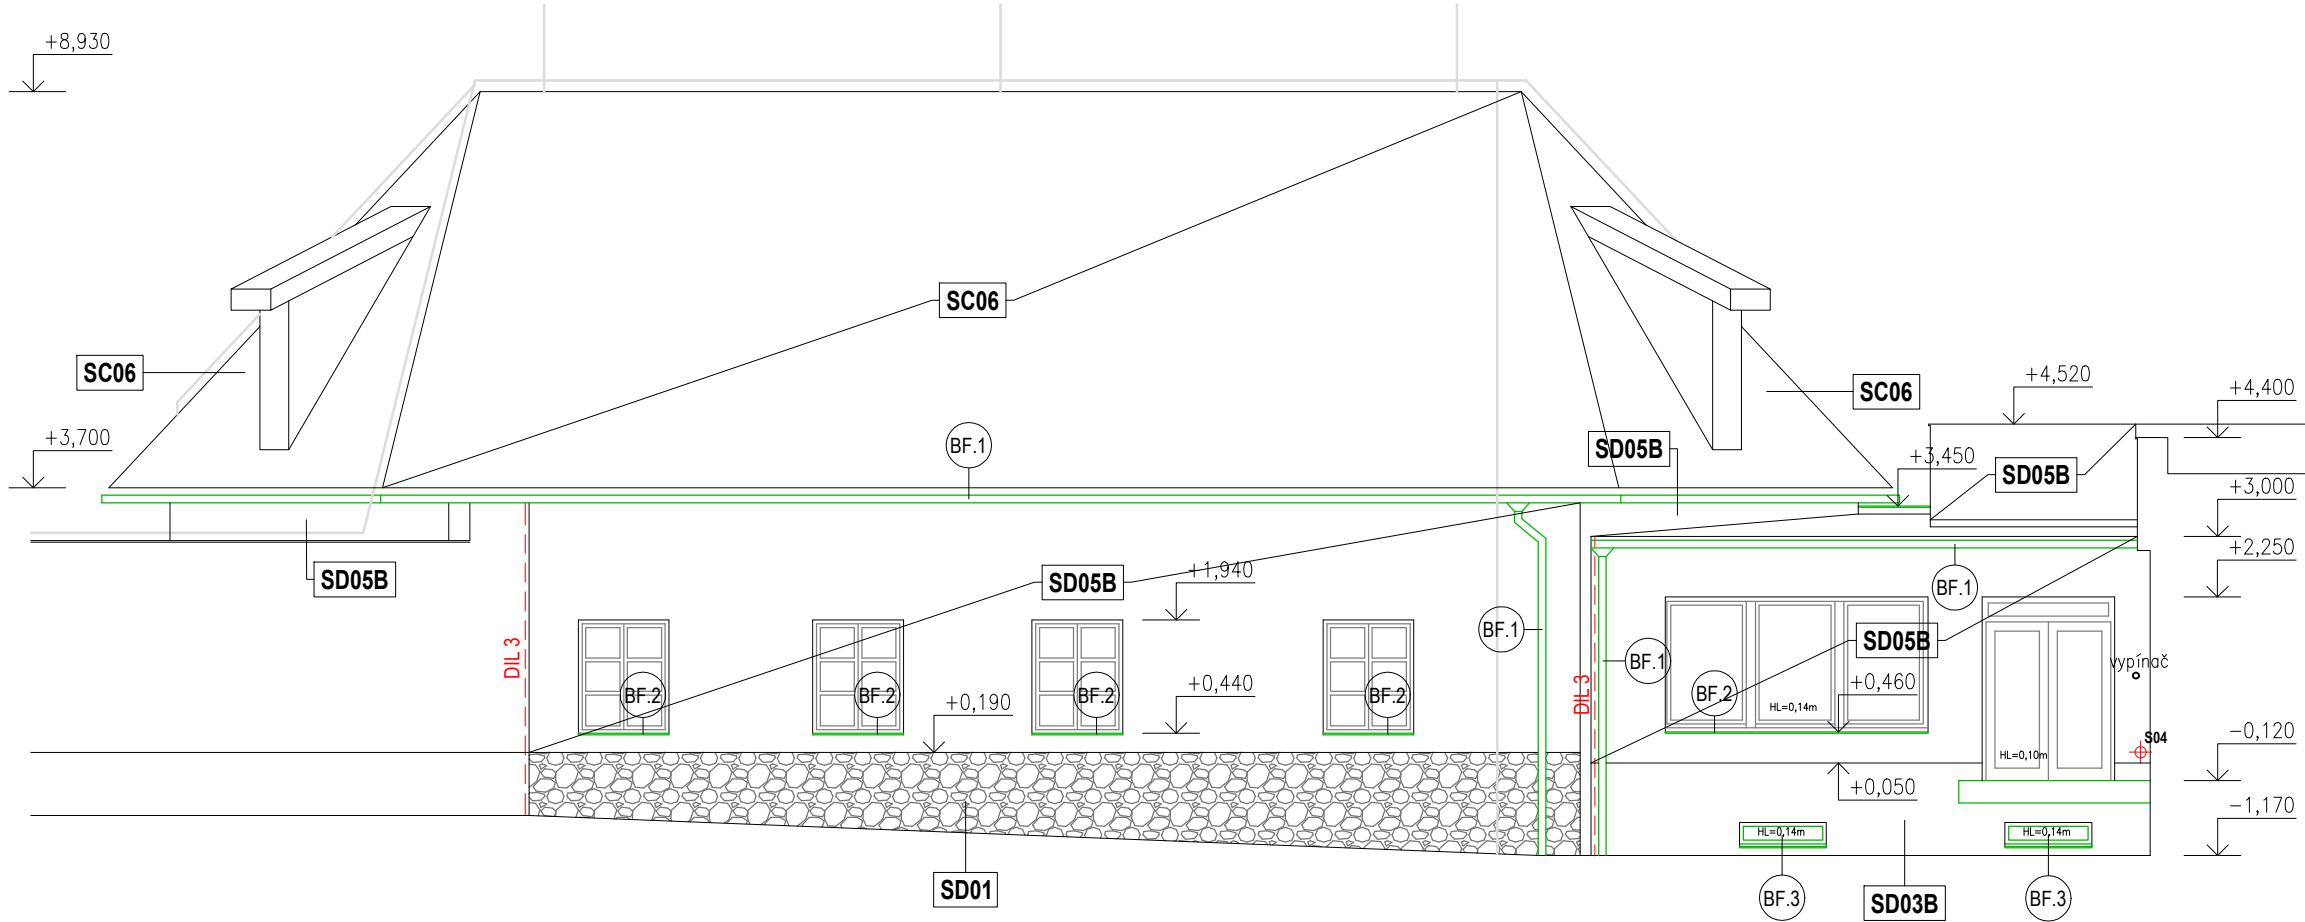 +8,930
SC06
SC06
+4,520
SC06
+4,400
+3,700
BF.1
SD05B
+3,450
SD05B
+3,000
+2,250
SD05B
SD05B
+1,940
BF.1
BF.1
DIL 3
BF.1
SD05B
vypínač
BF.2
BF.2
BF.2
BF.2
DIL 3
BF.2
+0,460
+0,440
+0,190
HL=0,14m
S04
-0,120
HL=0,10m
+0,050
-1,170
HL=0,14m
HL=0,14m
SD01
BF.3
SD03B
BF.3